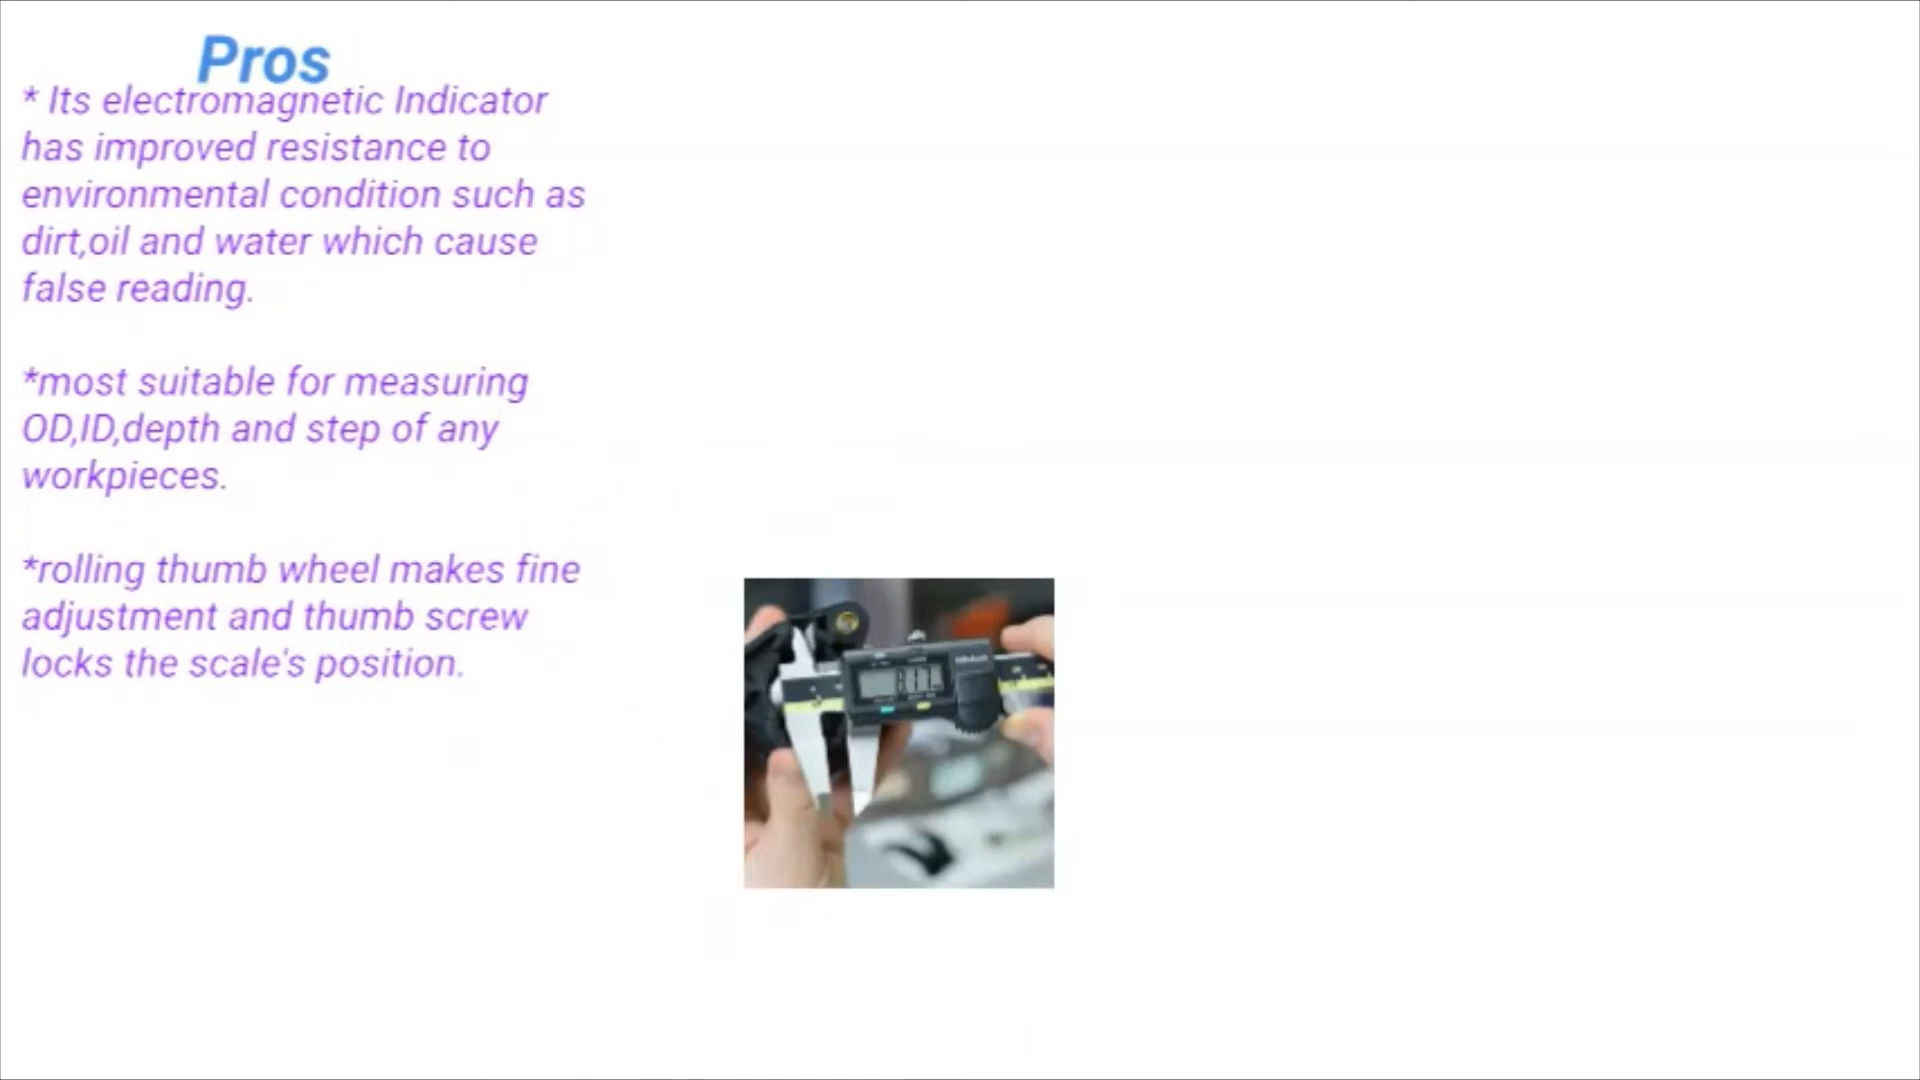 Pros
* Its electromagnetic Indicator
has improved resistance to
environmental condition such as
dirt,oil and water which cause
false reading.
*most suitable for measuring
OD,ID,depth and step of any
workpieces.
*rolling thumb wheel makes fine
adjustment and thumb screw
locks the scale's position.